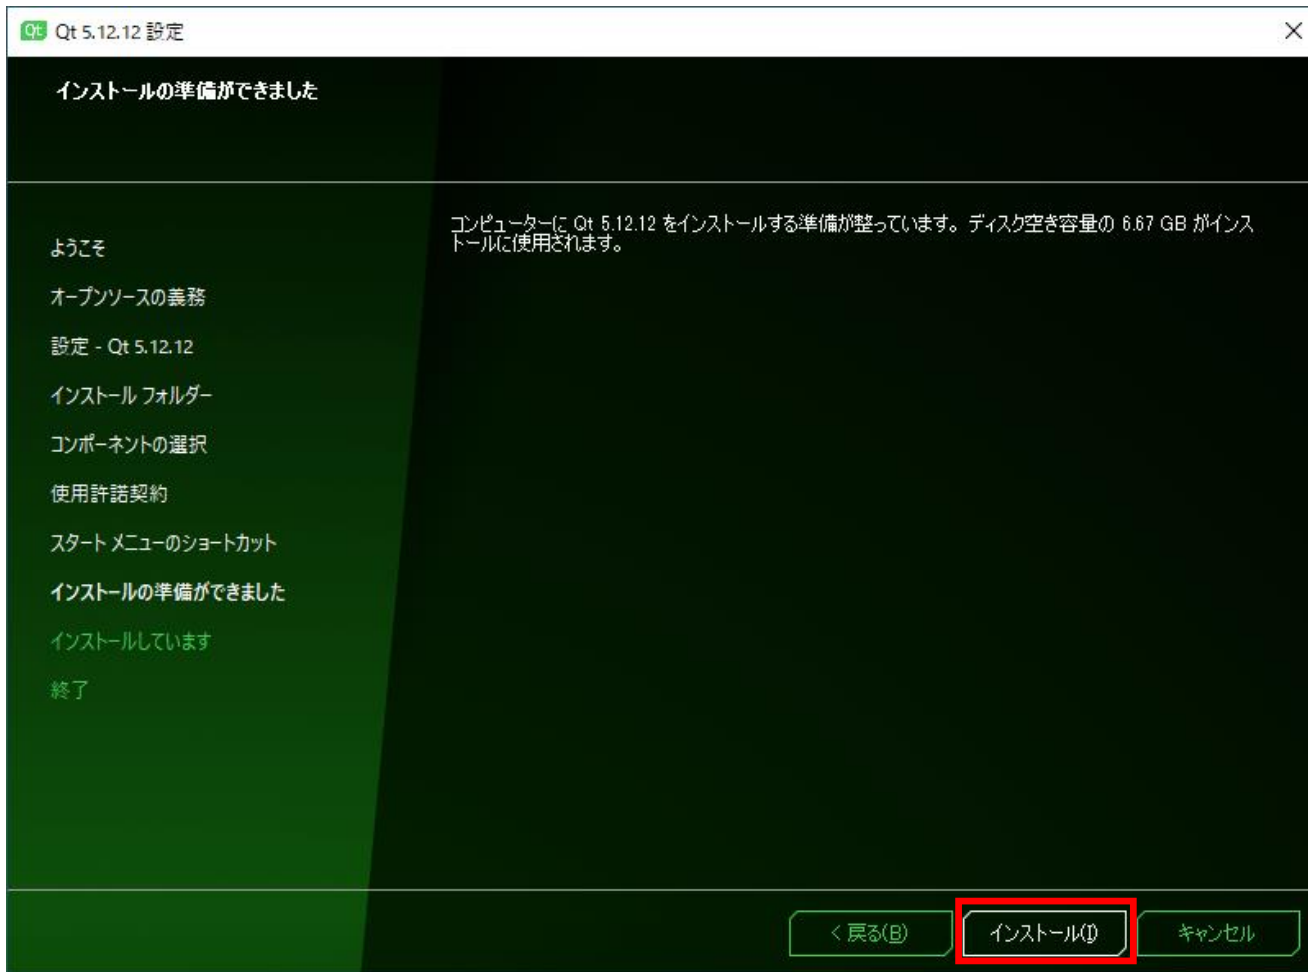 Qt Qt 5.12.12 設定
インストールの準備ができました
コンピューターに Qt 5.12.12 をインストールする準備が整っています。ディスク空き容量の 6.67 GB がインス
トールに使用されます。
ようこそ
オープンソースの義務
設定 - Qt 5.12.12
インストール フォルダー
コンポーネントの選択
使用許諾契約
スタート メニューのショートカット
インストールの準備ができました
インストールしています
終了
< 戻る(B)
インストール(I)
キャンセル